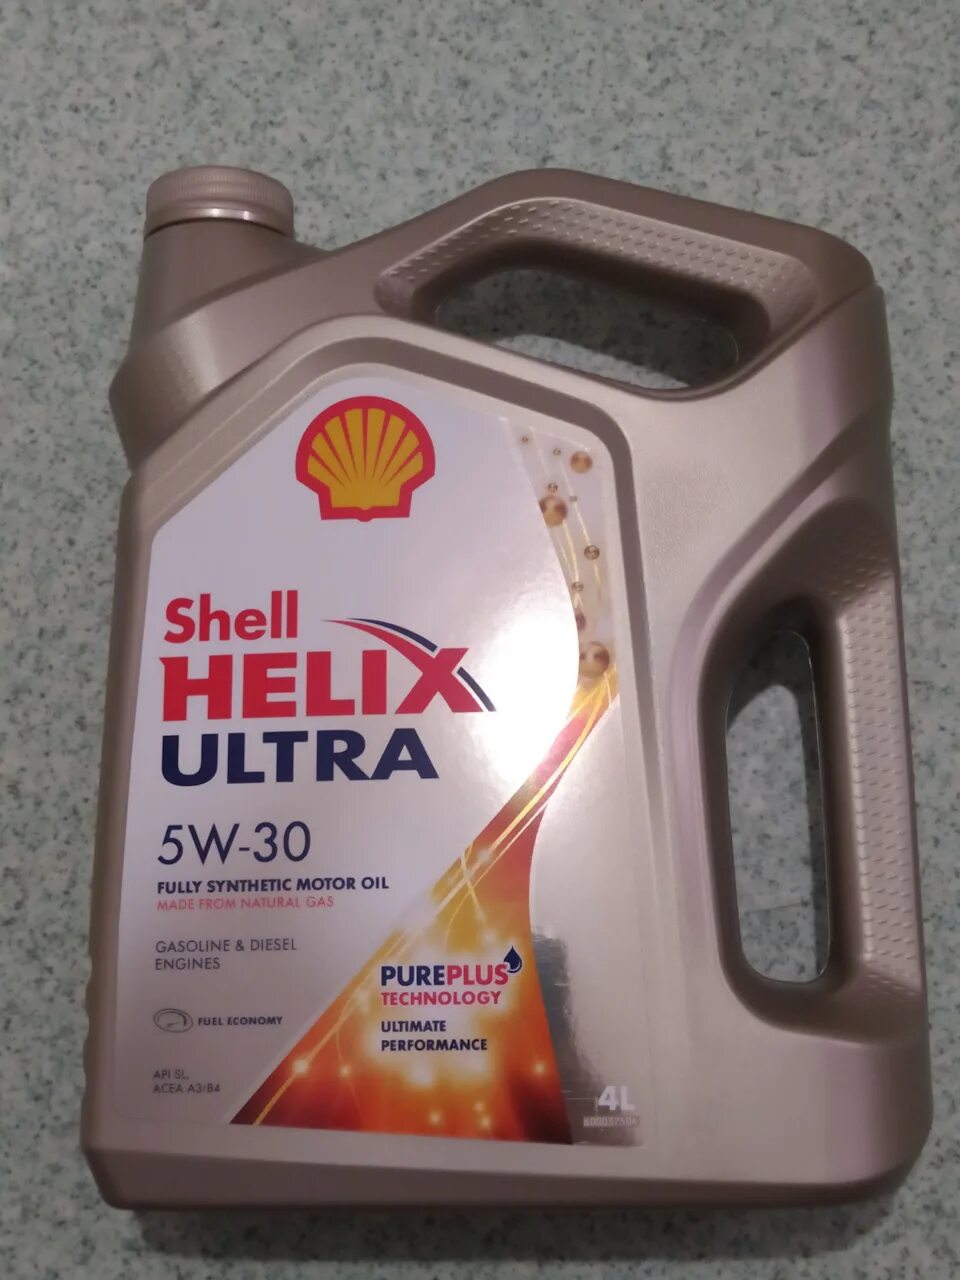 Shell
HELIX
ULTRA
5W-30
FULLY SYNTHETIC MOTOR OIL
MADE FROM NATURAL GAS
GASOLINE & DIESEL
ENGINES
FUEL ECONOMY
API SL,
ACEA A3/B4
PUREPLUS
TECHNOLOGY
ULTIMATE
PERFORMANCE
4L